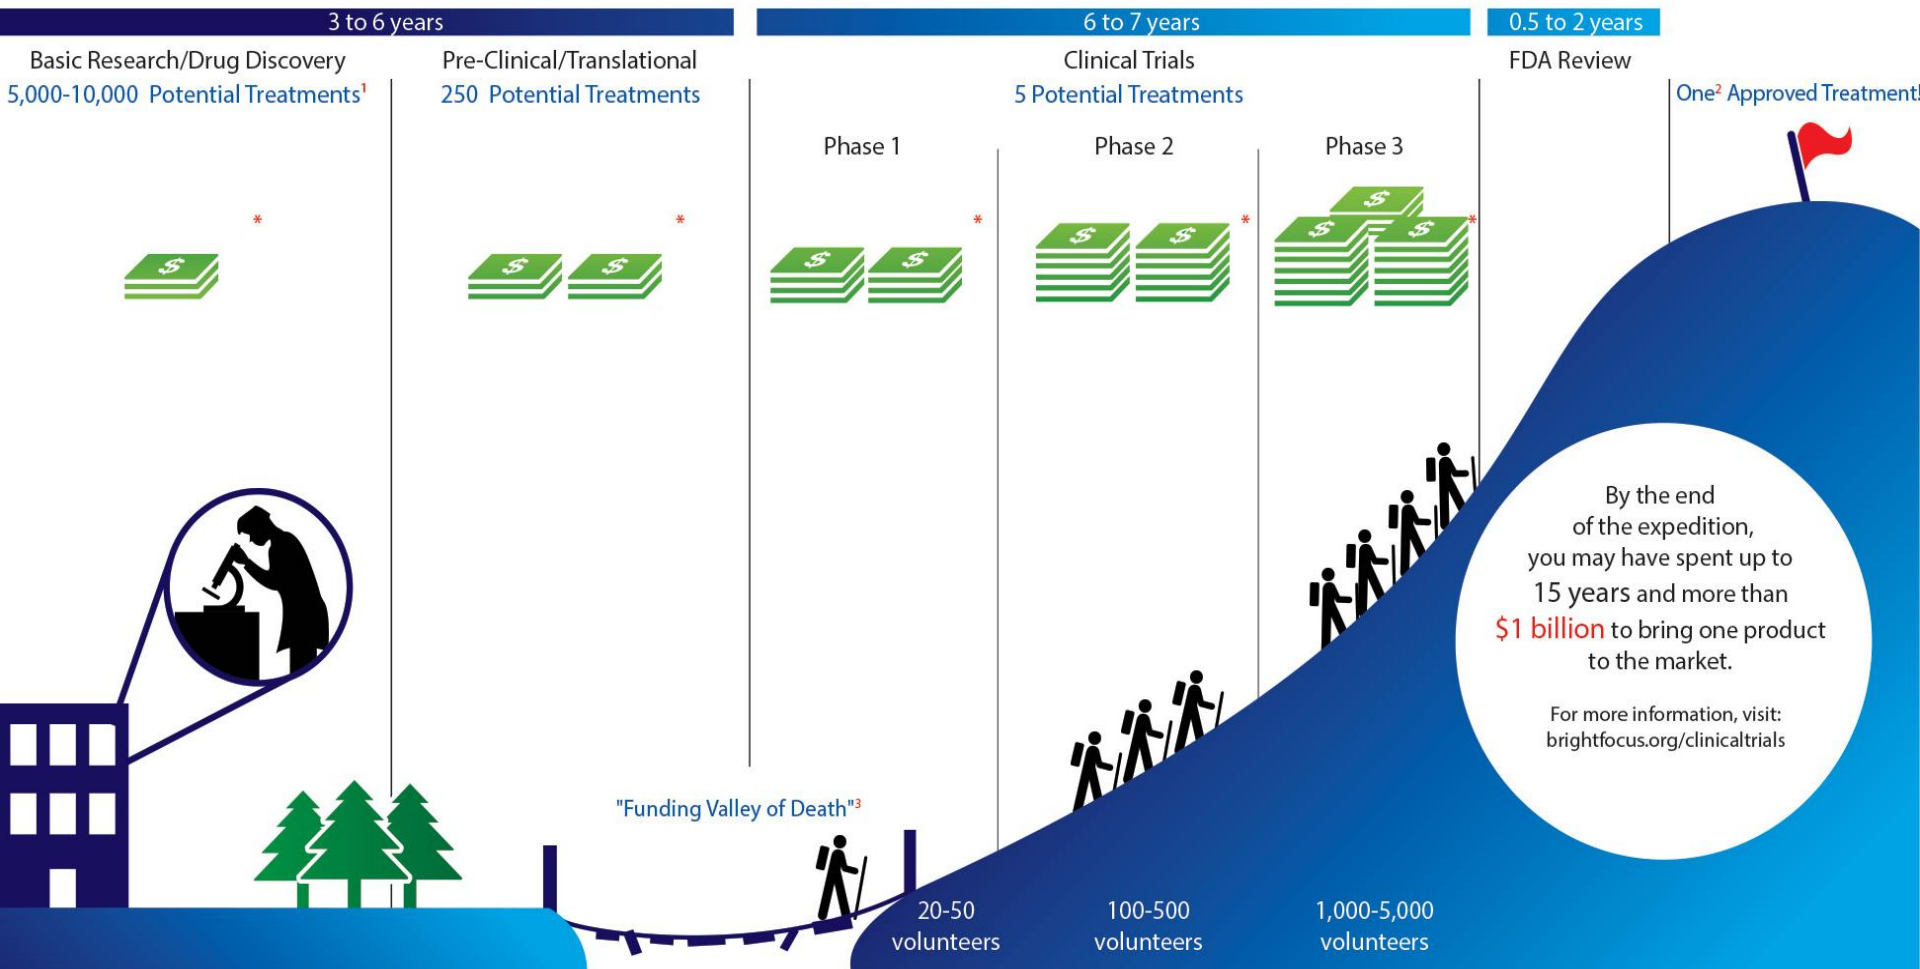 3 to 6 years
6 to 7 years
0.5 to 2 years
Basic Research/Drug Discovery
5,000-10,000 Potential Treatments¹
Pre-Clinical/Translational
250 Potential Treatments
Clinical Trials
5 Potential Treatments
FDA Review
One² Approved Treatment!
Phase 1
Phase 2
Phase 3
*
*
*
*
*
$
$
$
$
$
$
$
$
$
$
By the end
of the expedition,
you may have spent up to
15 years and more than
$1 billion to bring one product
to the market.
For more information, visit:
brightfocus.org/clinicaltrials
"Funding Valley of Death"³
20-50
volunteers
100-500
volunteers
1,000-5,000
volunteers